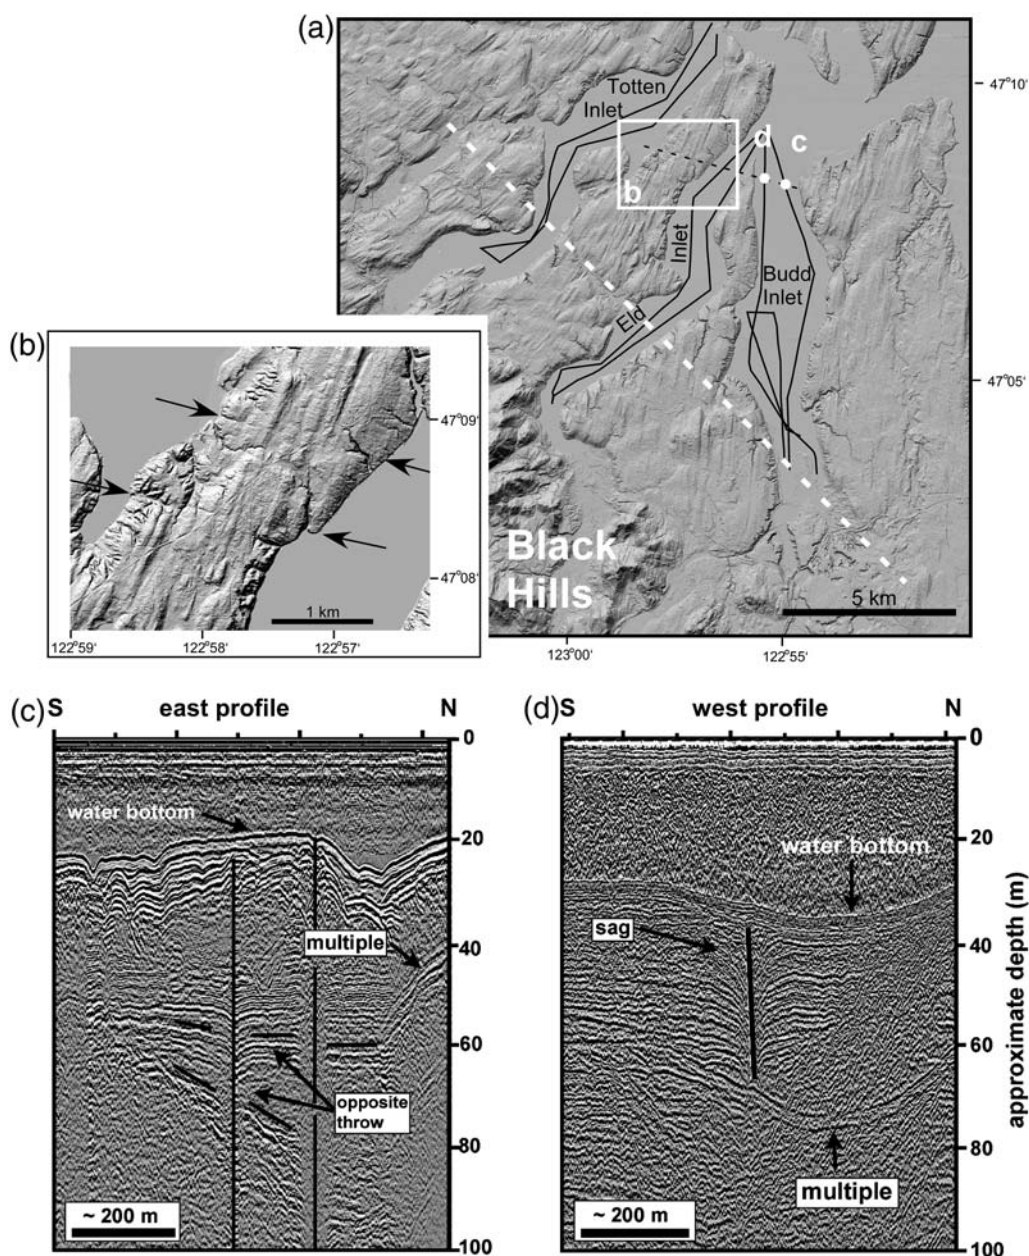 (a)
Totten
Inlet
47°10'
d
c
b
Inlet
Budd
Inlet
Eld
47°05'
Black
Hills
5 km
123°00'
122°55'
(b)
47°09'
47°08'
1 km
122°59'
122°58'
122°57'
(c) S east profile N
0
water bottom
20
multiple
40
60
opposite
throw
80
~ 200 m
100
(d) S west profile N
0
20
water bottom
sag
40
60
80
multiple
~ 200 m
100
approximate depth (m)